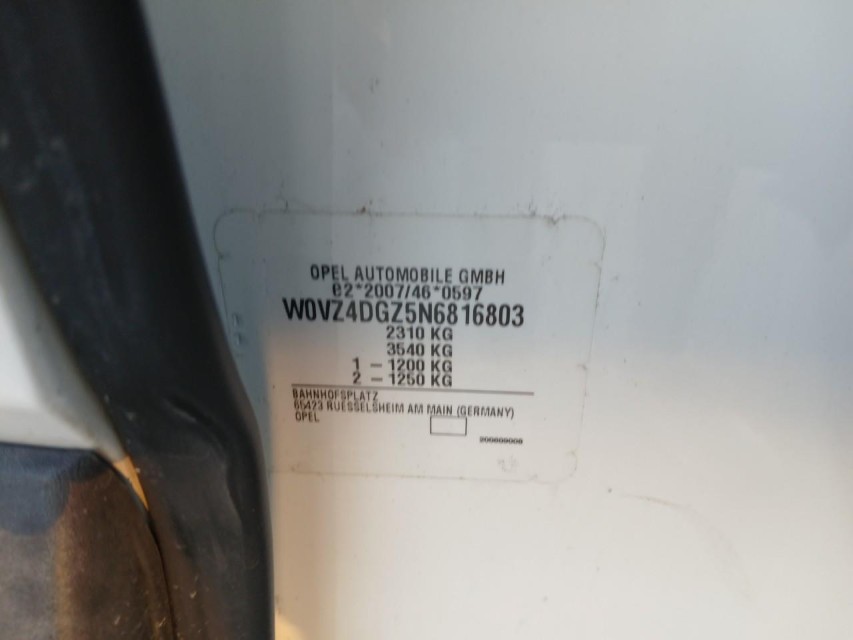 OPEL AUTOMOBILE GMBH
e2*2007/46*0597
W0VZ4DGZ5N6816803
2310 KG
3540 KG
1 - 1200 KG
2 - 1250 KG
BAHNHOFSPLATZ
65423 RUESSELSHEIM AM MAIN (GERMANY)
OPEL